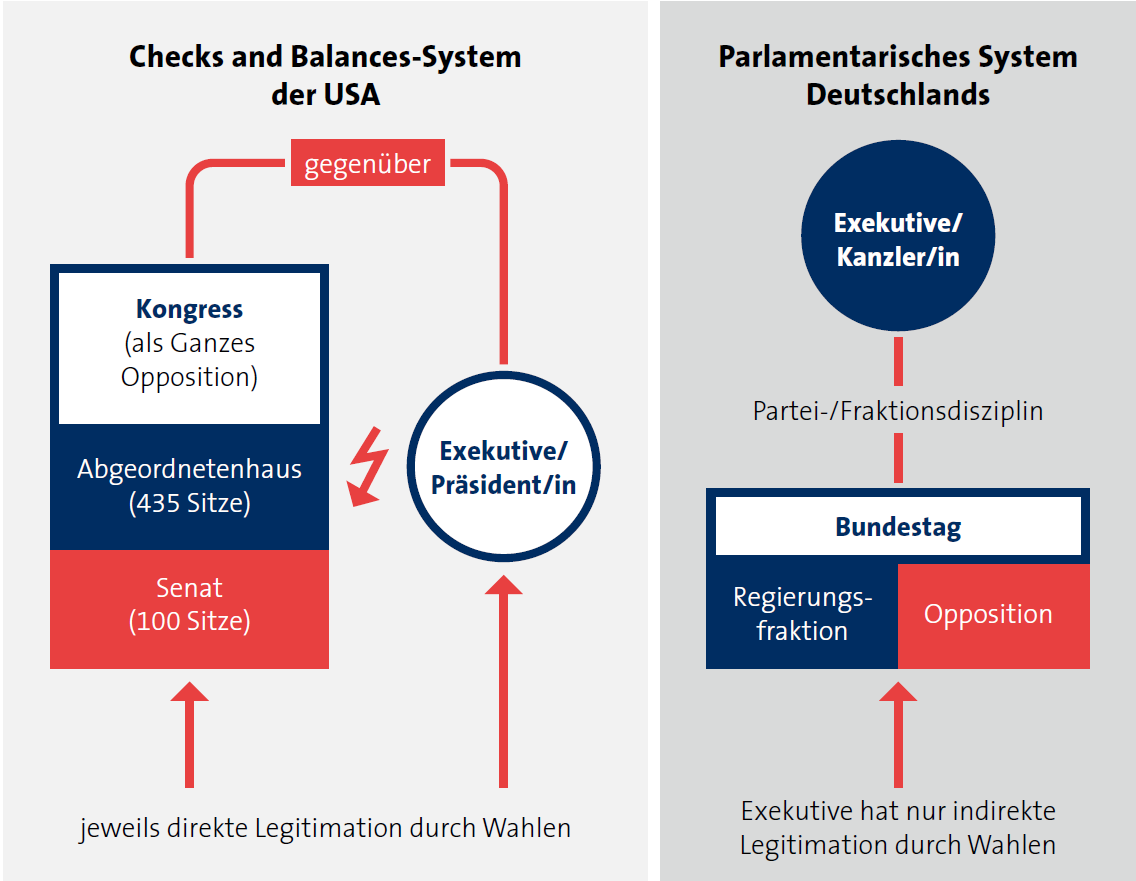 Checks and Balances-System
der USA
gegenüber
Kongress
(als Ganzes
Opposition)
Abgeordnetenhaus
(435 Sitze)
Senat
(100 Sitze)
Exekutive/
Präsident/in
jeweils direkte Legitimation durch Wahlen
Parlamentarisches System
Deutschlands
Exekutive/
Kanzler/in
Partei-/Fraktionsdisziplin
Bundestag
Regierungs-
fraktion
Opposition
Exekutive hat nur indirekte
Legitimation durch Wahlen